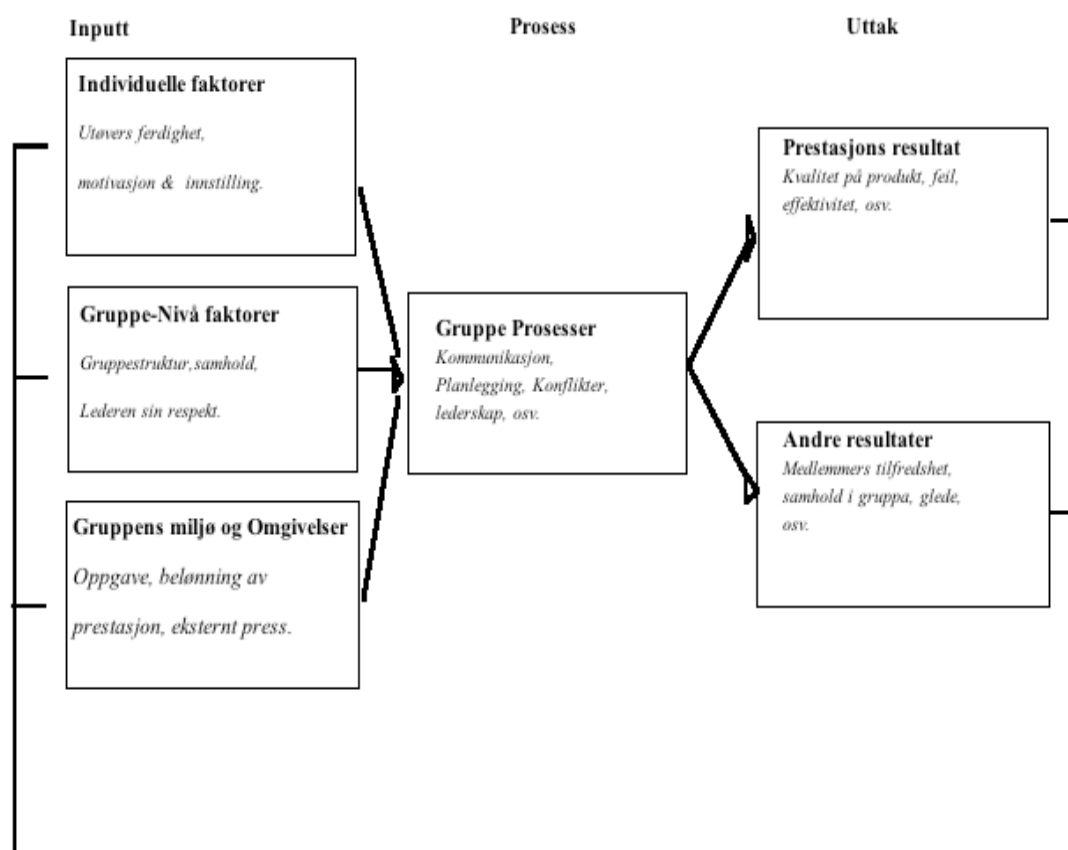 Inputt
Prosess
Uttak
Individuelle faktorer
Utøvers ferdighet,
motivasjon & innstilling.
Gruppe-Nivå faktorer
Gruppestruktur,samhold,
Lederen sin respekt.
Gruppens miljø og Omgivelser
Oppgave, belønning av
prestasjon, eksternt press.
Gruppe Prosesser
Kommunikasjon,
Planlegging, Konflikter,
lederskap, osv.
Prestasjons resultat
Kvalitet på produkt, feil,
effektivitet, osv.
Andre resultater
Medlemmers tilfredshet,
samhold i gruppa, glede,
osv.